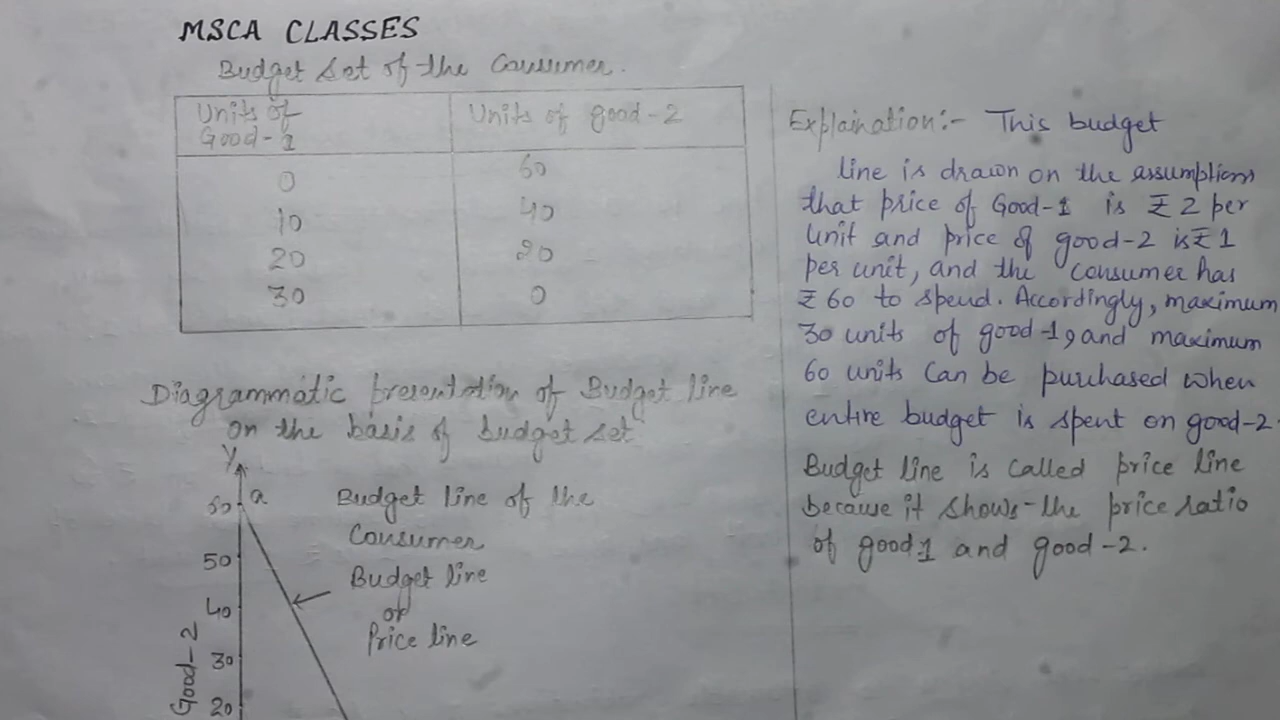 MSCA CLASSES
Budget set of the Consumer.
Units of Good-1 Units of good-2
0 60
10 40
20 20
30 0
Diagrammatic Presentation of Budget line
on the basis of budget set
Y
60 a
50
40
30
20
Good-2
Budget line of the
Consumer
Budget line
or
Price line
Explaination:- This budget
line is drawn on the assumptions
that price of Good-1 is ₹ 2 per
unit and price of good-2 is ₹ 1
per unit, and the consumer has
₹ 60 to spend. Accordingly, maximum
30 units of good-1, and maximum
60 units can be purchased when
entire budget is spent on good-2.
Budget line is called price line
because it shows the price ratio
of good 1 and good-2.